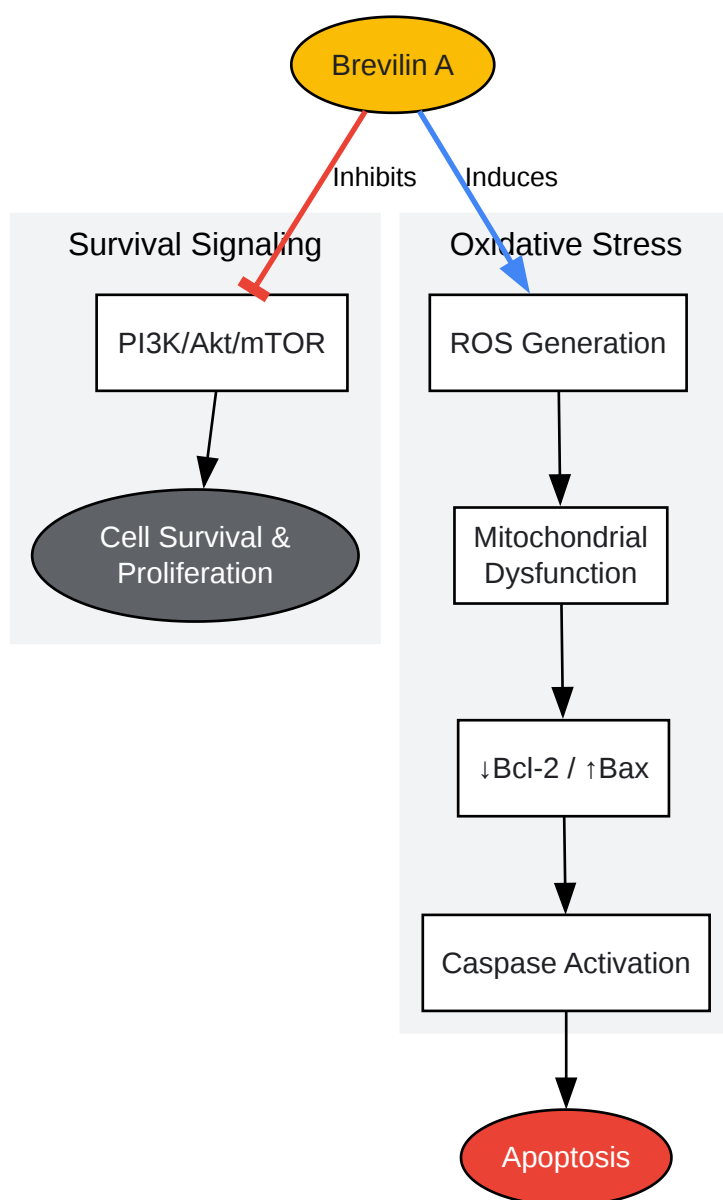 Brevilin A
Inhibits
Induces
Survival Signaling
PI3K/Akt/mTOR
Cell Survival &
Proliferation
Oxidative Stress
ROS Generation
Mitochondrial
Dysfunction
↓Bcl-2 / ↑Bax
Caspase Activation
Apoptosis